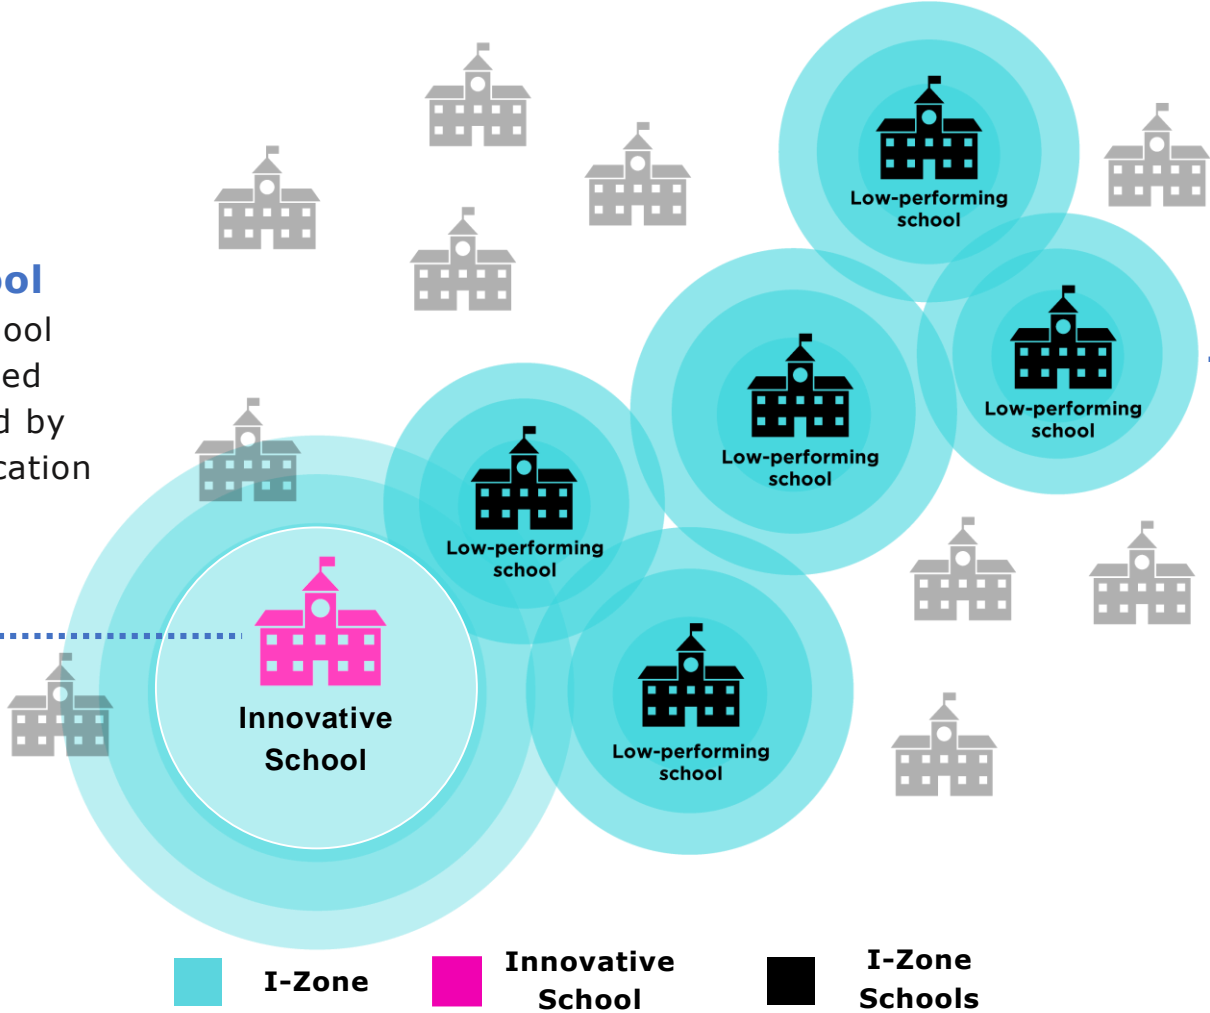 Low-performing
school
ool
ool
ed
d by
cation
Low-performing
school
Low-performing
school
Low-performing
school
Innovative
School
Low-performing
school
I-Zone
Innovative
School
I-Zone
Schools